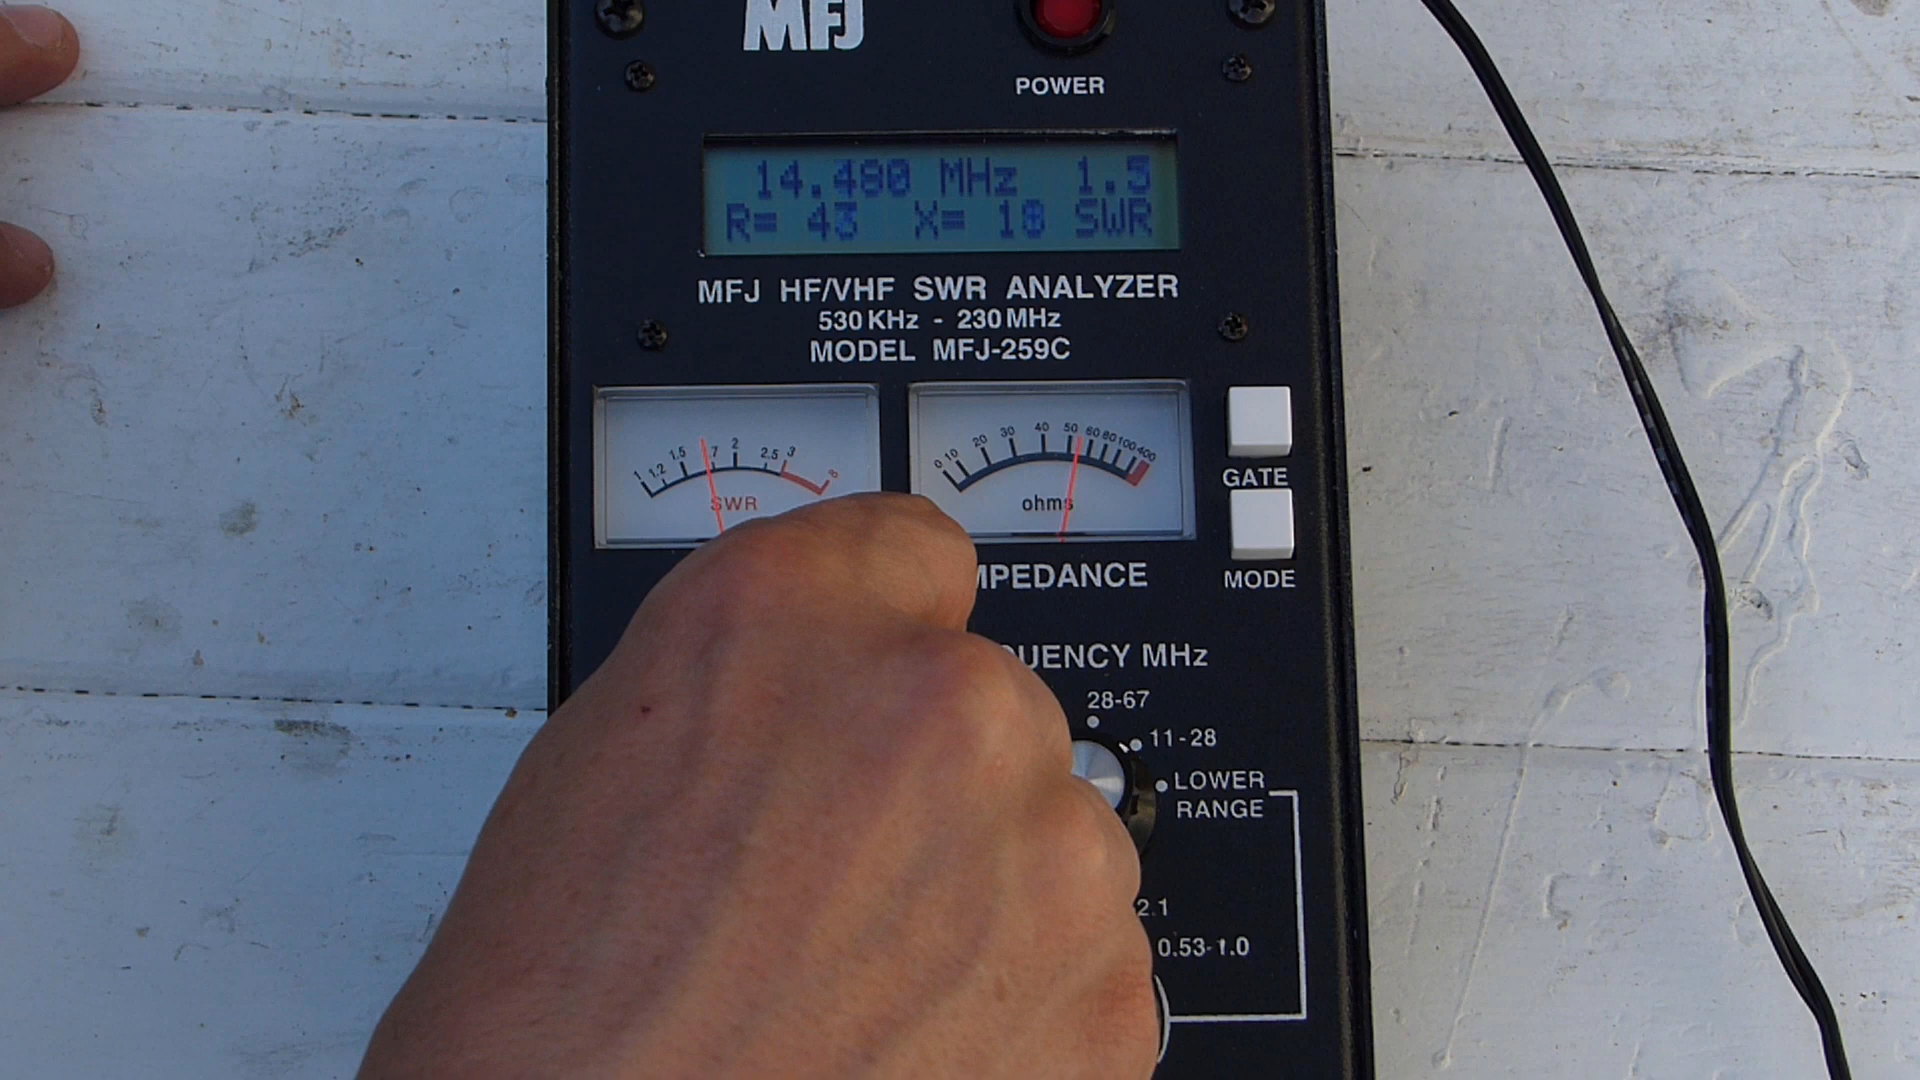 MFJ
POWER
14.480 MHz 1.5
R= 43 X= 18 SWR
MFJ HF/VHF SWR ANALYZER
530 KHz - 230 MHz
MODEL MFJ-259C
1 1.2 1.5 1.7 2 2.5 3 8
SWR
0 10 20 30 40 50 60 80 100 400
ohms
GATE
MODE
MPEDANCE
QUENCY MHz
28-67
11-28
LOWER
RANGE
2.1
0.53-1.0